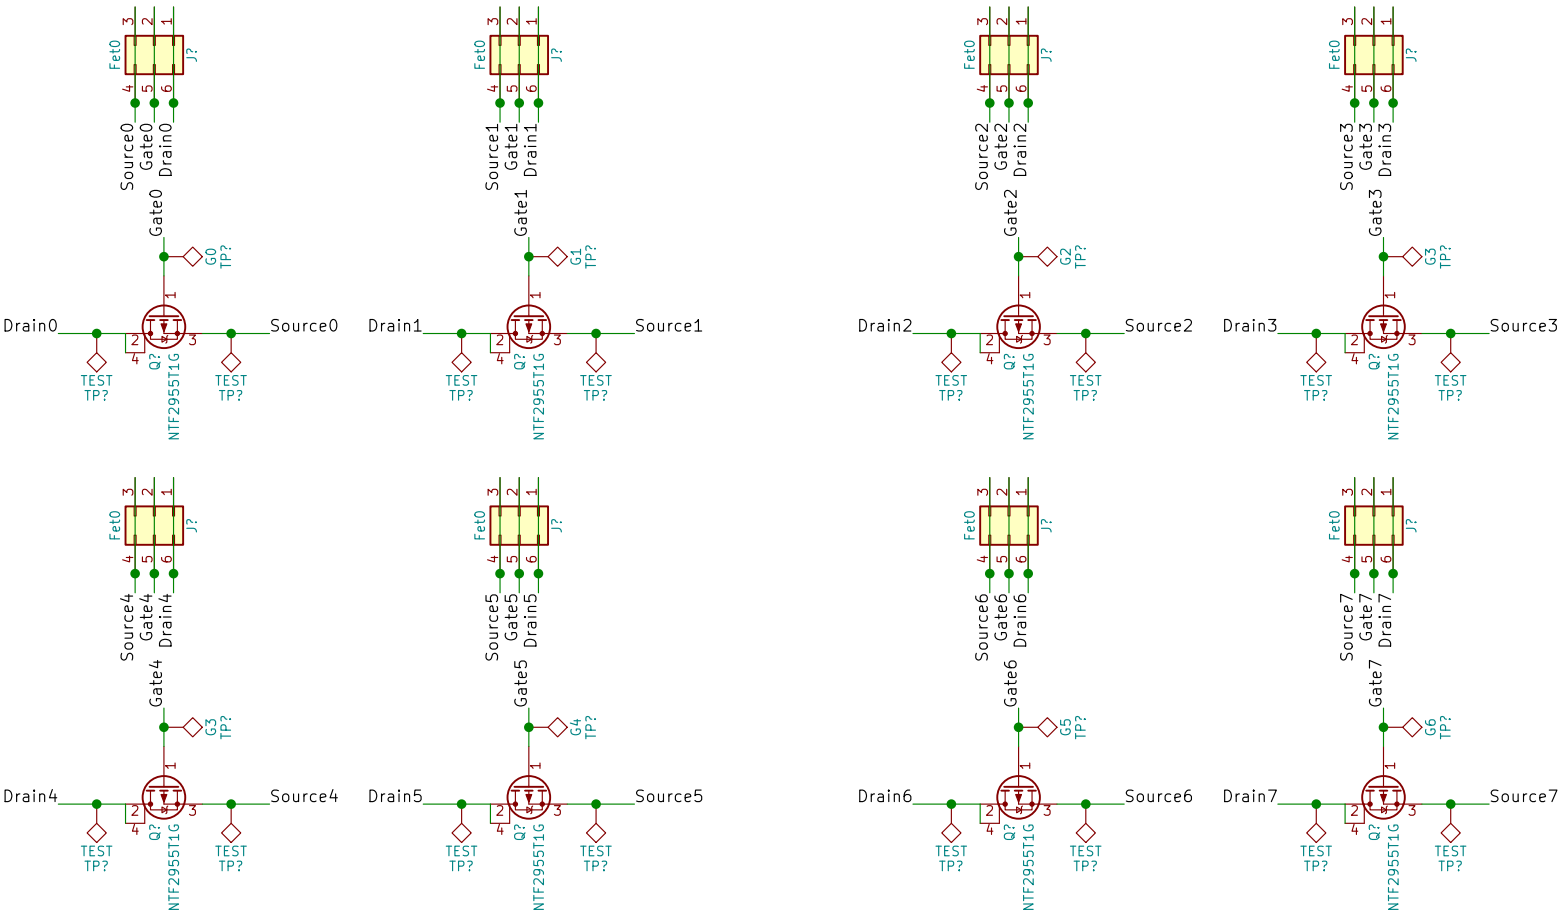 3 2 1
Fet0 J?
4 5 6
Source0 Gate0 Drain0
Gate0
G0
TP?
1
Drain0 2 3 Source0
4
Q?
NTF2955T1G
TEST
TP?
TEST
TP?
3 2 1
Fet0 J?
4 5 6
Source1 Gate1 Drain1
Gate1
G1
TP?
1
Drain1 2 3 Source1
4
Q?
NTF2955T1G
TEST
TP?
TEST
TP?
3 2 1
Fet0 J?
4 5 6
Source2 Gate2 Drain2
Gate2
G2
TP?
1
Drain2 2 3 Source2
4
Q?
NTF2955T1G
TEST
TP?
TEST
TP?
3 2 1
Fet0 J?
4 5 6
Source3 Gate3 Drain3
Gate3
G3
TP?
1
Drain3 2 3 Source3
4
Q?
NTF2955T1G
TEST
TP?
TEST
TP?
3 2 1
Fet0 J?
4 5 6
Source4 Gate4 Drain4
Gate4
G3
TP?
1
Drain4 2 3 Source4
4
Q?
NTF2955T1G
TEST
TP?
TEST
TP?
3 2 1
Fet0 J?
4 5 6
Source5 Gate5 Drain5
Gate5
G4
TP?
1
Drain5 2 3 Source5
4
Q?
NTF2955T1G
TEST
TP?
TEST
TP?
3 2 1
Fet0 J?
4 5 6
Source6 Gate6 Drain6
Gate6
G5
TP?
1
Drain6 2 3 Source6
4
Q?
NTF2955T1G
TEST
TP?
TEST
TP?
3 2 1
Fet0 J?
4 5 6
Source7 Gate7 Drain7
Gate7
G6
TP?
1
Drain7 2 3 Source7
4
Q?
NTF2955T1G
TEST
TP?
TEST
TP?